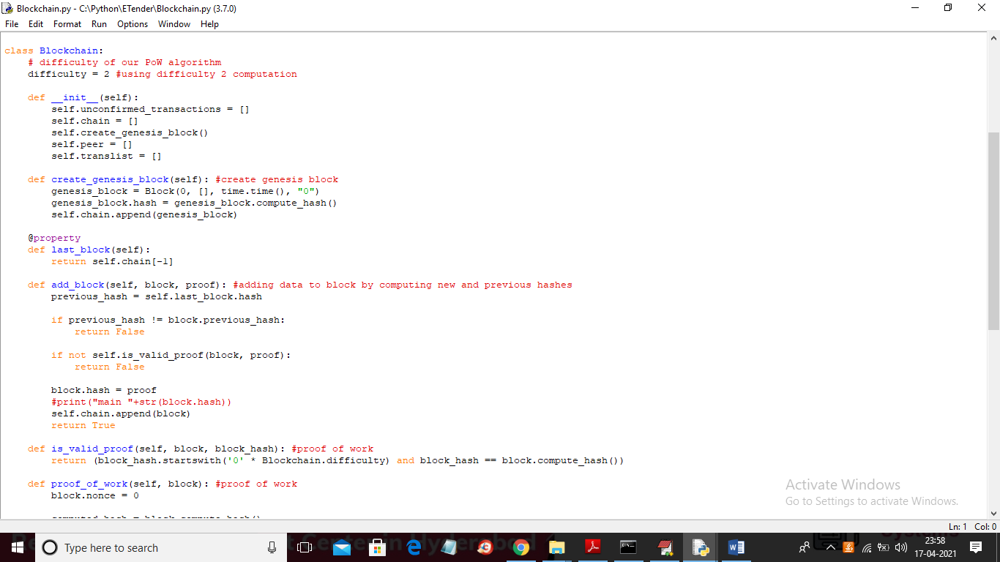 Blockchain.py - C:\Python\ETender\Blockchain.py (3.7.0)
File Edit Format Run Options Window Help
class Blockchain:
    # difficulty of our PoW algorithm
    difficulty = 2 #using difficulty 2 computation
    def __init__(self):
        self.unconfirmed_transactions = []
        self.chain = []
        self.create_genesis_block()
        self.peer = []
        self.translist = []
    def create_genesis_block(self): #create genesis block
        genesis_block = Block(0, [], time.time(), "0")
        genesis_block.hash = genesis_block.compute_hash()
        self.chain.append(genesis_block)
    @property
    def last_block(self):
        return self.chain[-1]
    def add_block(self, block, proof): #adding data to block by computing new and previous hashes
        previous_hash = self.last_block.hash
        if previous_hash != block.previous_hash:
            return False
        if not self.is_valid_proof(block, proof):
            return False
        block.hash = proof
        #print("main "+str(block.hash))
        self.chain.append(block)
        return True
    def is_valid_proof(self, block, block_hash): #proof of work
        return (block_hash.startswith('0' * Blockchain.difficulty) and block_hash == block.compute_hash())
    def proof_of_work(self, block): #proof of work
        block.nonce = 0
Activate Windows
Go to Settings to activate Windows.
Ln: 1 Col: 0
Type here to search
23:58
17-04-2021